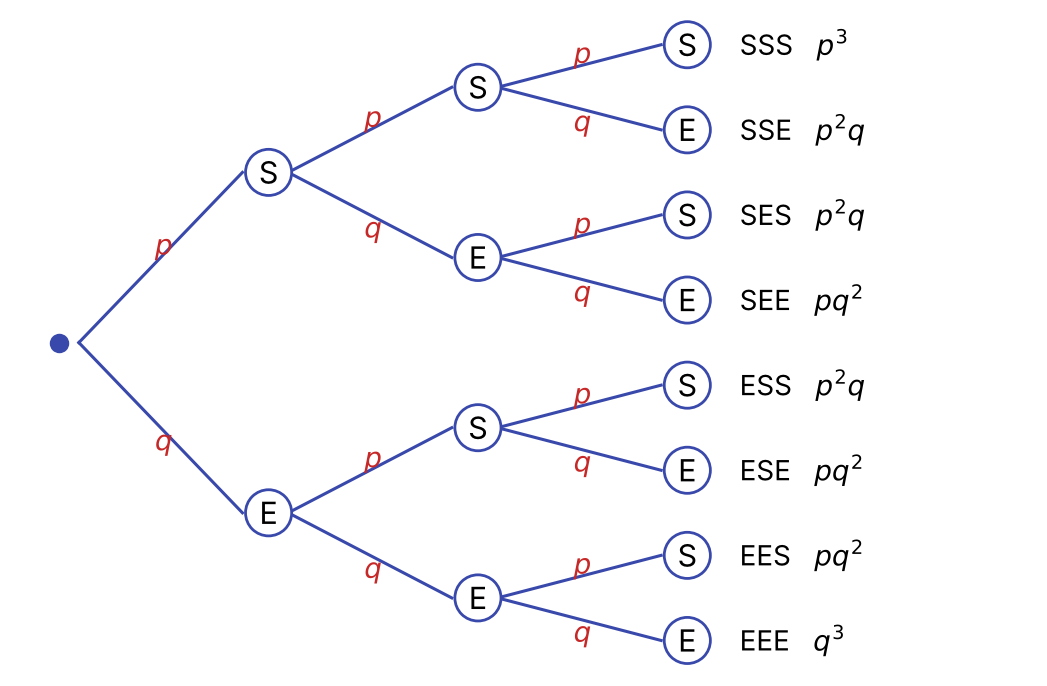 S p S SSS p³
p S
q E SSE p²q
S
p
q E p S SES p²q
q E SEE pq²
p S ESS p²q
S
p
q E ESE pq²
q
E
q E p S EES pq²
q E EEE q³